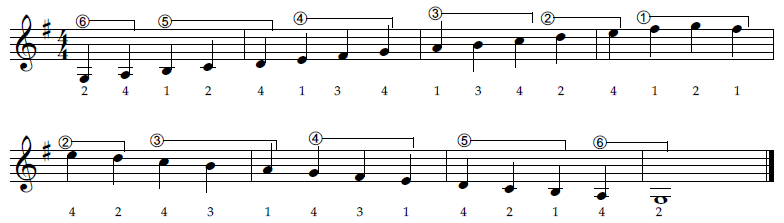 ⑥ ⑤ ④ ③ ② ①
4 4
2 4 1 2 4 1 3 4 1 3 4 2 4 1 2 1
② ③ ④ ⑤ ⑥
4 2 4 3 1 4 3 1 4 2 1 4 2